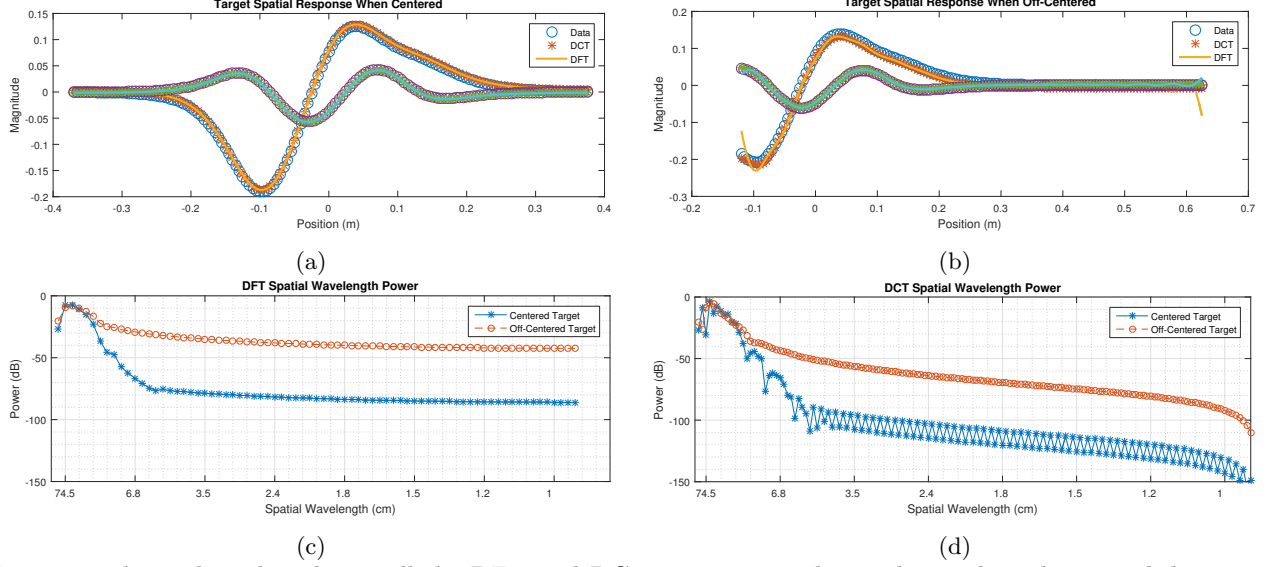 Target Spatial Response When Centered
Magnitude
0.15
0.1
0.05
0
-0.05
-0.1
-0.15
-0.2
-0.4
-0.3
-0.2
-0.1
0
0.1
0.2
0.3
0.4
Position (m)
Data
DCT
DFT
(a)
Target Spatial Response When Off-Centered
Magnitude
0.2
0.1
0
-0.1
-0.2
-0.3
-0.2
-0.1
0
0.1
0.2
0.3
0.4
0.5
0.6
0.7
Position (m)
Data
DCT
DFT
(b)
DFT Spatial Wavelength Power
Power (dB)
0
-50
-100
-150
74.5
6.8
3.5
2.4
1.8
1.5
1.2
1
Spatial Wavelength (cm)
Centered Target
Off-Centered Target
(c)
DCT Spatial Wavelength Power
Power (dB)
0
-50
-100
-150
74.5
6.8
3.5
2.4
1.8
1.5
1.2
1
Spatial Wavelength (cm)
Centered Target
Off-Centered Target
(d)